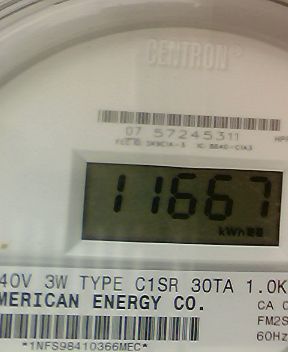 CENTRON®
07 57245311
11667
kWh
40V 3W TYPE C1SR 30TA 1.0K
MERICAN ENERGY CO.
CA 0
FM2S
60Hz
*1NFS98410366MEC*